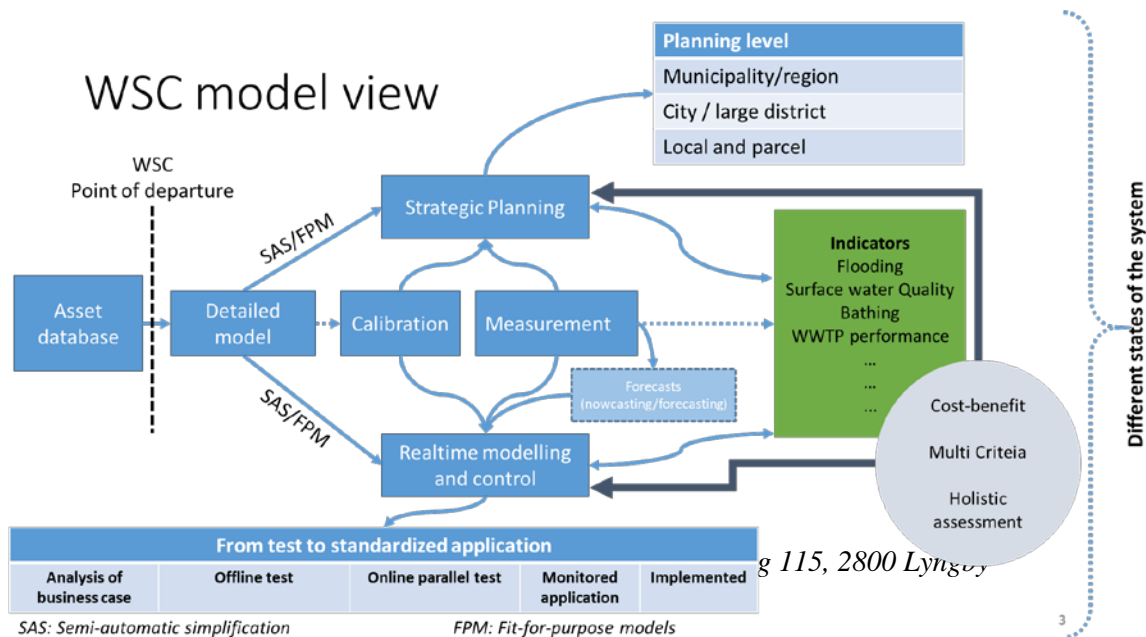 WSC model view
Planning level
Municipality/region
City / large district
Local and parcel
WSC
Point of departure
SAS/FPM
Strategic Planning
Asset
database
Detailed
model
Calibration
Measurement
Indicators
Flooding
Surface water Quality
Bathing
WWTP performance
...
...
...
Forecasts
(nowcasting/forecasting)
SAS/FPM
Realtime modelling
and control
Cost-benefit
Multi Criteia
Holistic
assessment
Different states of the system
From test to standardized application
Analysis of
business case
Offline test
Online parallel test
Monitored
application
Implemented
115, 2800 Lyngby
SAS: Semi-automatic simplification
FPM: Fit-for-purpose models
3